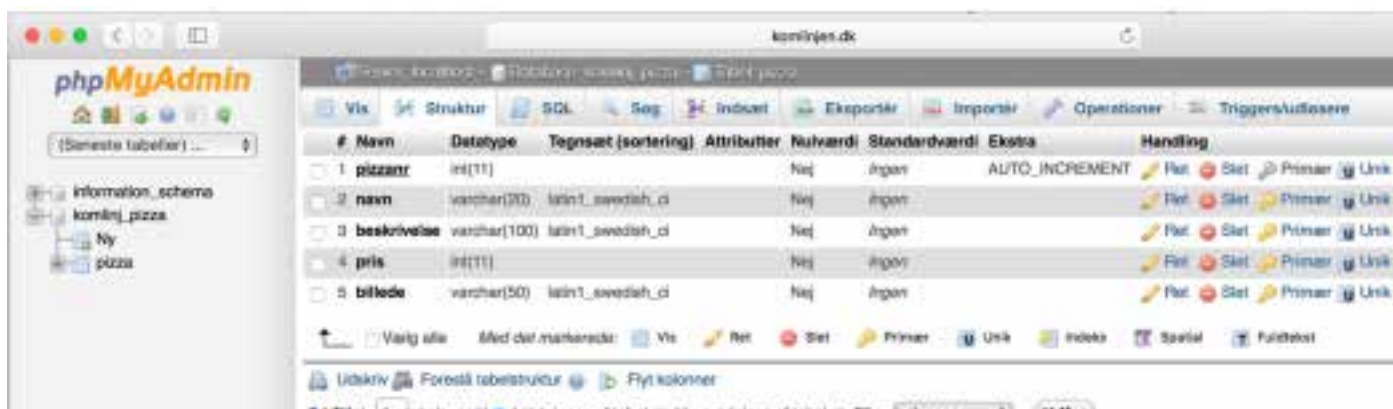 komlinjen.dk
phpMyAdmin
(Seneste tabeller) ...
information_schema
komlinj_pizza
Ny
pizza
Vis Struktur SQL Søg Indsæt Eksportér Importér Operationer Triggers/udløsere
# Navn Datatype Tegnsæt (sortering) Attributter Nulværdi Standardværdi Ekstra Handling
1 pizzanr int(11) Nej Ingen AUTO_INCREMENT Ret Slet Primær Unik
2 navn varchar(20) latin1_swedish_ci Nej Ingen Ret Slet Primær Unik
3 beskrivelse varchar(100) latin1_swedish_ci Nej Ingen Ret Slet Primær Unik
4 pris int(11) Nej Ingen Ret Slet Primær Unik
5 billede varchar(50) latin1_swedish_ci Nej Ingen Ret Slet Primær Unik
Vælg alle Med det markerede: Vis Ret Slet Primær Unik Indeks Spatial Fuldtekst
Udskriv Foreslå tabelstruktur Flyt kolonner